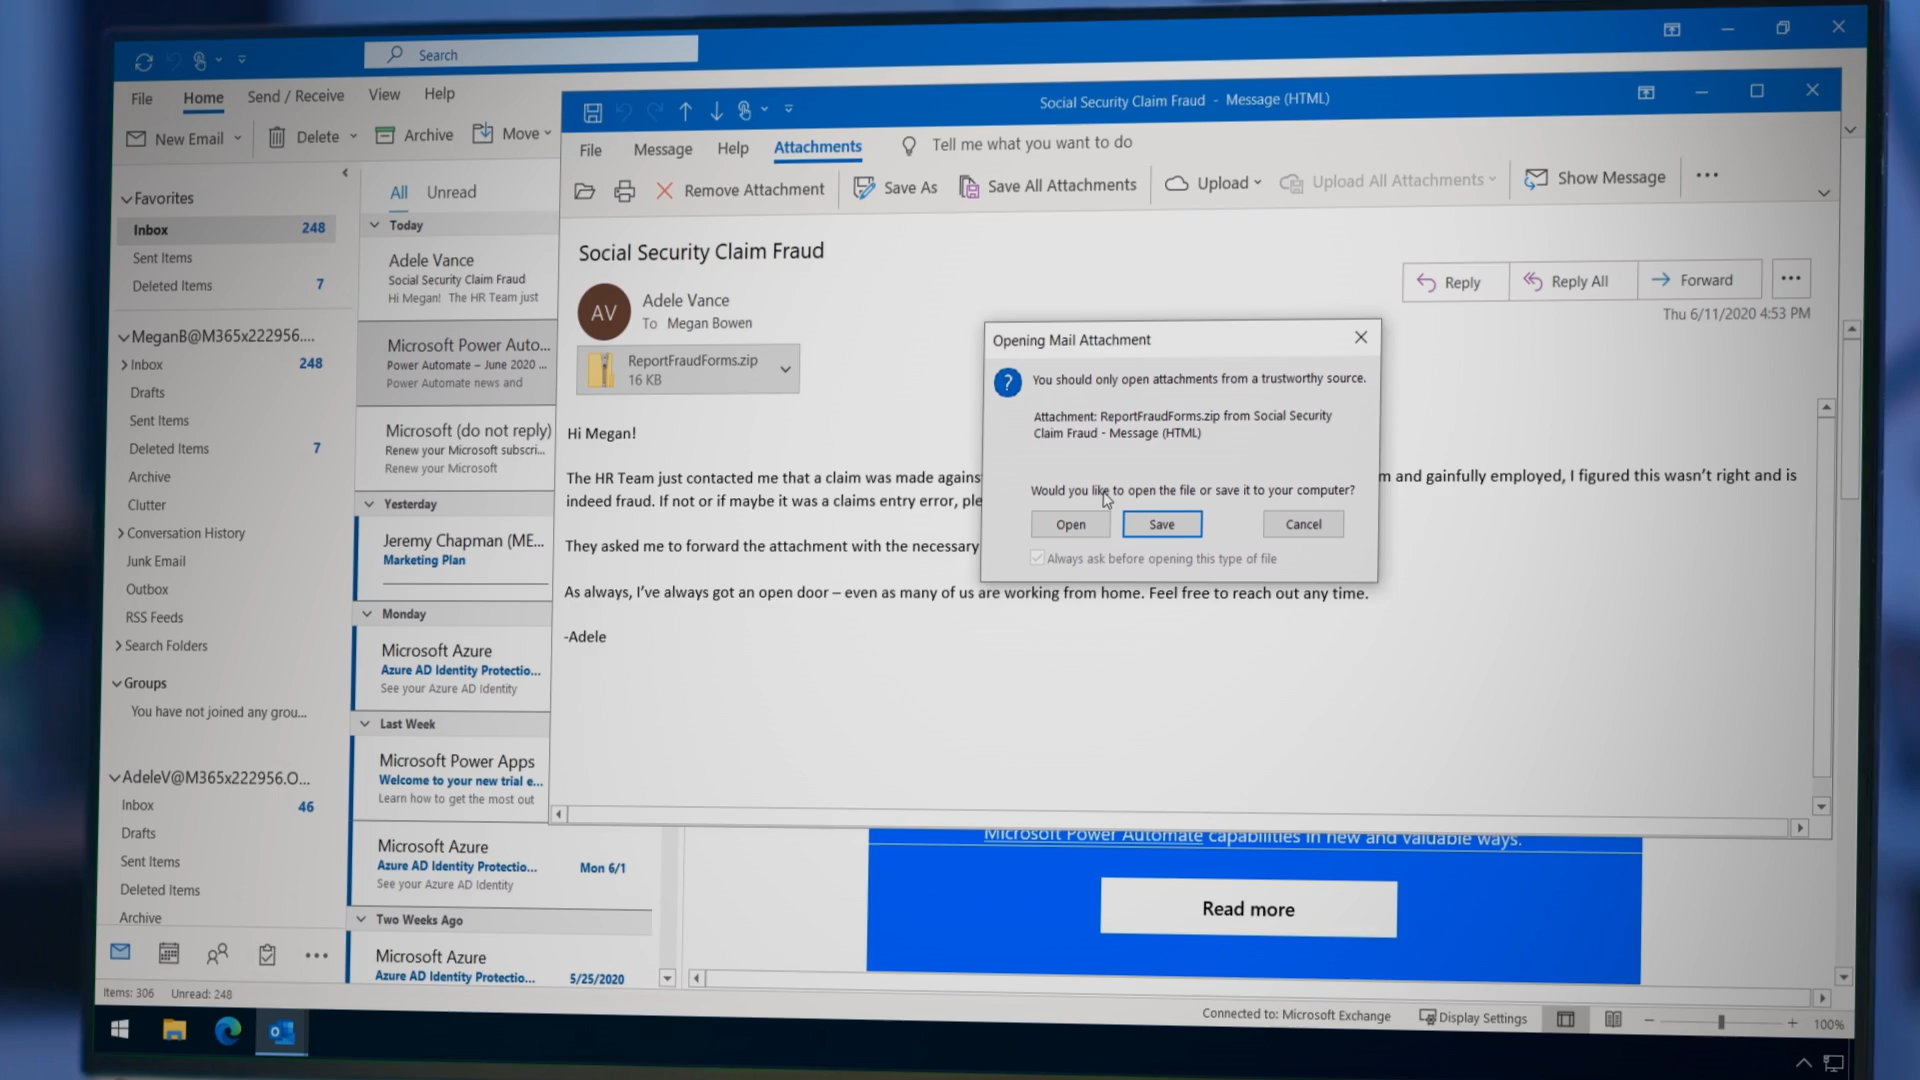 Search
File Home Send / Receive View Help
New Email Delete Archive Move
Favorites
Inbox 248
Sent Items
Deleted Items 7
MeganB@M365x222956....
Inbox 248
Drafts
Sent Items
Deleted Items 7
Archive
Clutter
Conversation History
Junk Email
Outbox
RSS Feeds
Search Folders
Groups
You have not joined any grou...
AdeleV@M365x222956.O...
Inbox 46
Drafts
Sent Items
Deleted Items
Archive
Items: 306 Unread: 248
All Unread
Today
Adele Vance
Social Security Claim Fraud
Hi Megan! The HR Team just
Microsoft Power Auto...
Power Automate – June 2020 ...
Power Automate news and
Microsoft (do not reply)
Renew your Microsoft subscri...
Renew your Microsoft
Yesterday
Jeremy Chapman (ME...
Marketing Plan
Monday
Microsoft Azure
Azure AD Identity Protectio...
See your Azure AD Identity
Last Week
Microsoft Power Apps
Welcome to your new trial e...
Learn how to get the most out
Microsoft Azure
Azure AD Identity Protectio... Mon 6/1
See your Azure AD Identity
Two Weeks Ago
Microsoft Azure
Azure AD Identity Protectio... 5/25/2020
Social Security Claim Fraud - Message (HTML)
File Message Help Attachments Tell me what you want to do
Remove Attachment Save As Save All Attachments Upload Upload All Attachments Show Message
Social Security Claim Fraud
Reply Reply All Forward
Thu 6/11/2020 4:53 PM
AV
Adele Vance
To Megan Bowen
ReportFraudForms.zip
16 KB
Hi Megan!
The HR Team just contacted me that a claim was made agains m and gainfully employed, I figured this wasn't right and is
indeed fraud. If not or if maybe it was a claims entry error, ple
They asked me to forward the attachment with the necessary
As always, I've always got an open door – even as many of us are working from home. Feel free to reach out any time.
-Adele
Opening Mail Attachment
?
You should only open attachments from a trustworthy source.
Attachment: ReportFraudForms.zip from Social Security
Claim Fraud - Message (HTML)
Would you like to open the file or save it to your computer?
Open Save Cancel
Always ask before opening this type of file
Microsoft Power Automate capabilities in new and valuable ways.
Read more
Connected to: Microsoft Exchange Display Settings 100%